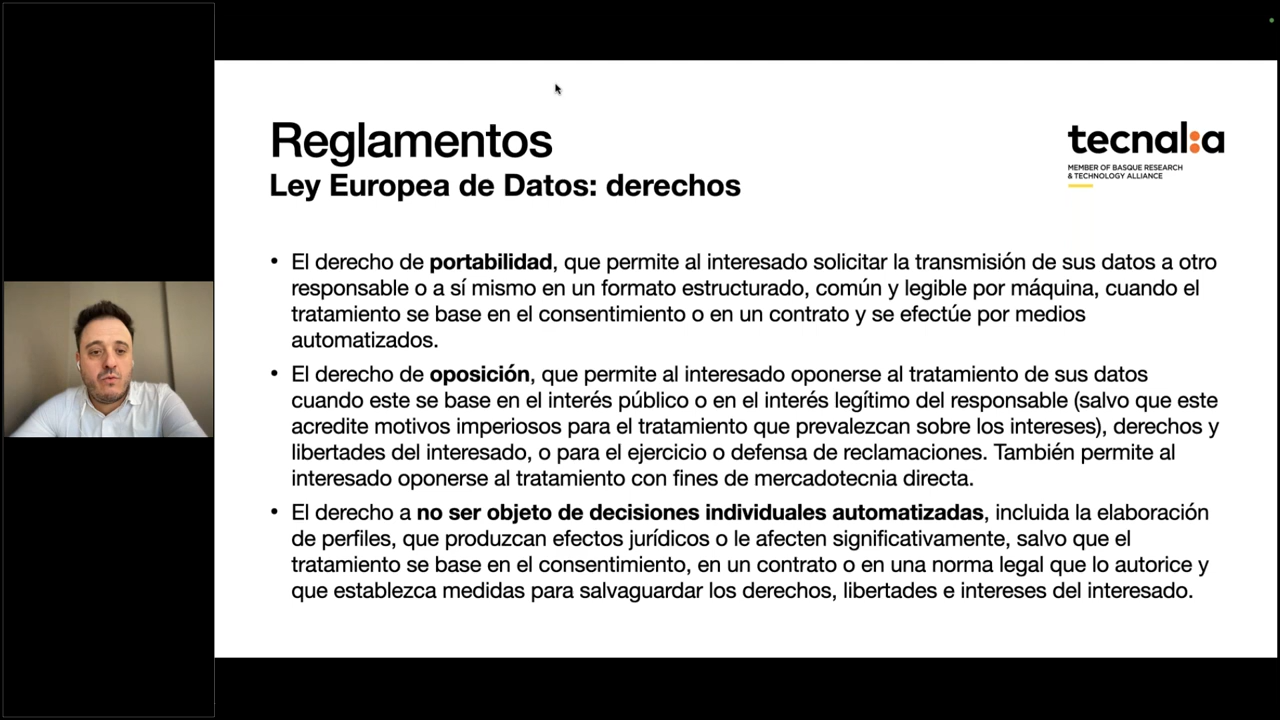 Reglamentos
Ley Europea de Datos: derechos
tecnal:a
MEMBER OF BASQUE RESEARCH
& TECHNOLOGY ALLIANCE
• El derecho de portabilidad, que permite al interesado solicitar la transmisión de sus datos a otro
responsable o a sí mismo en un formato estructurado, común y legible por máquina, cuando el
tratamiento se base en el consentimiento o en un contrato y se efectúe por medios
automatizados.
• El derecho de oposición, que permite al interesado oponerse al tratamiento de sus datos
cuando este se base en el interés público o en el interés legítimo del responsable (salvo que este
acredite motivos imperiosos para el tratamiento que prevalezcan sobre los intereses), derechos y
libertades del interesado, o para el ejercicio o defensa de reclamaciones. También permite al
interesado oponerse al tratamiento con fines de mercadotecnia directa.
• El derecho a no ser objeto de decisiones individuales automatizadas, incluida la elaboración
de perfiles, que produzcan efectos jurídicos o le afecten significativamente, salvo que el
tratamiento se base en el consentimiento, en un contrato o en una norma legal que lo autorice y
que establezca medidas para salvaguardar los derechos, libertades e intereses del interesado.